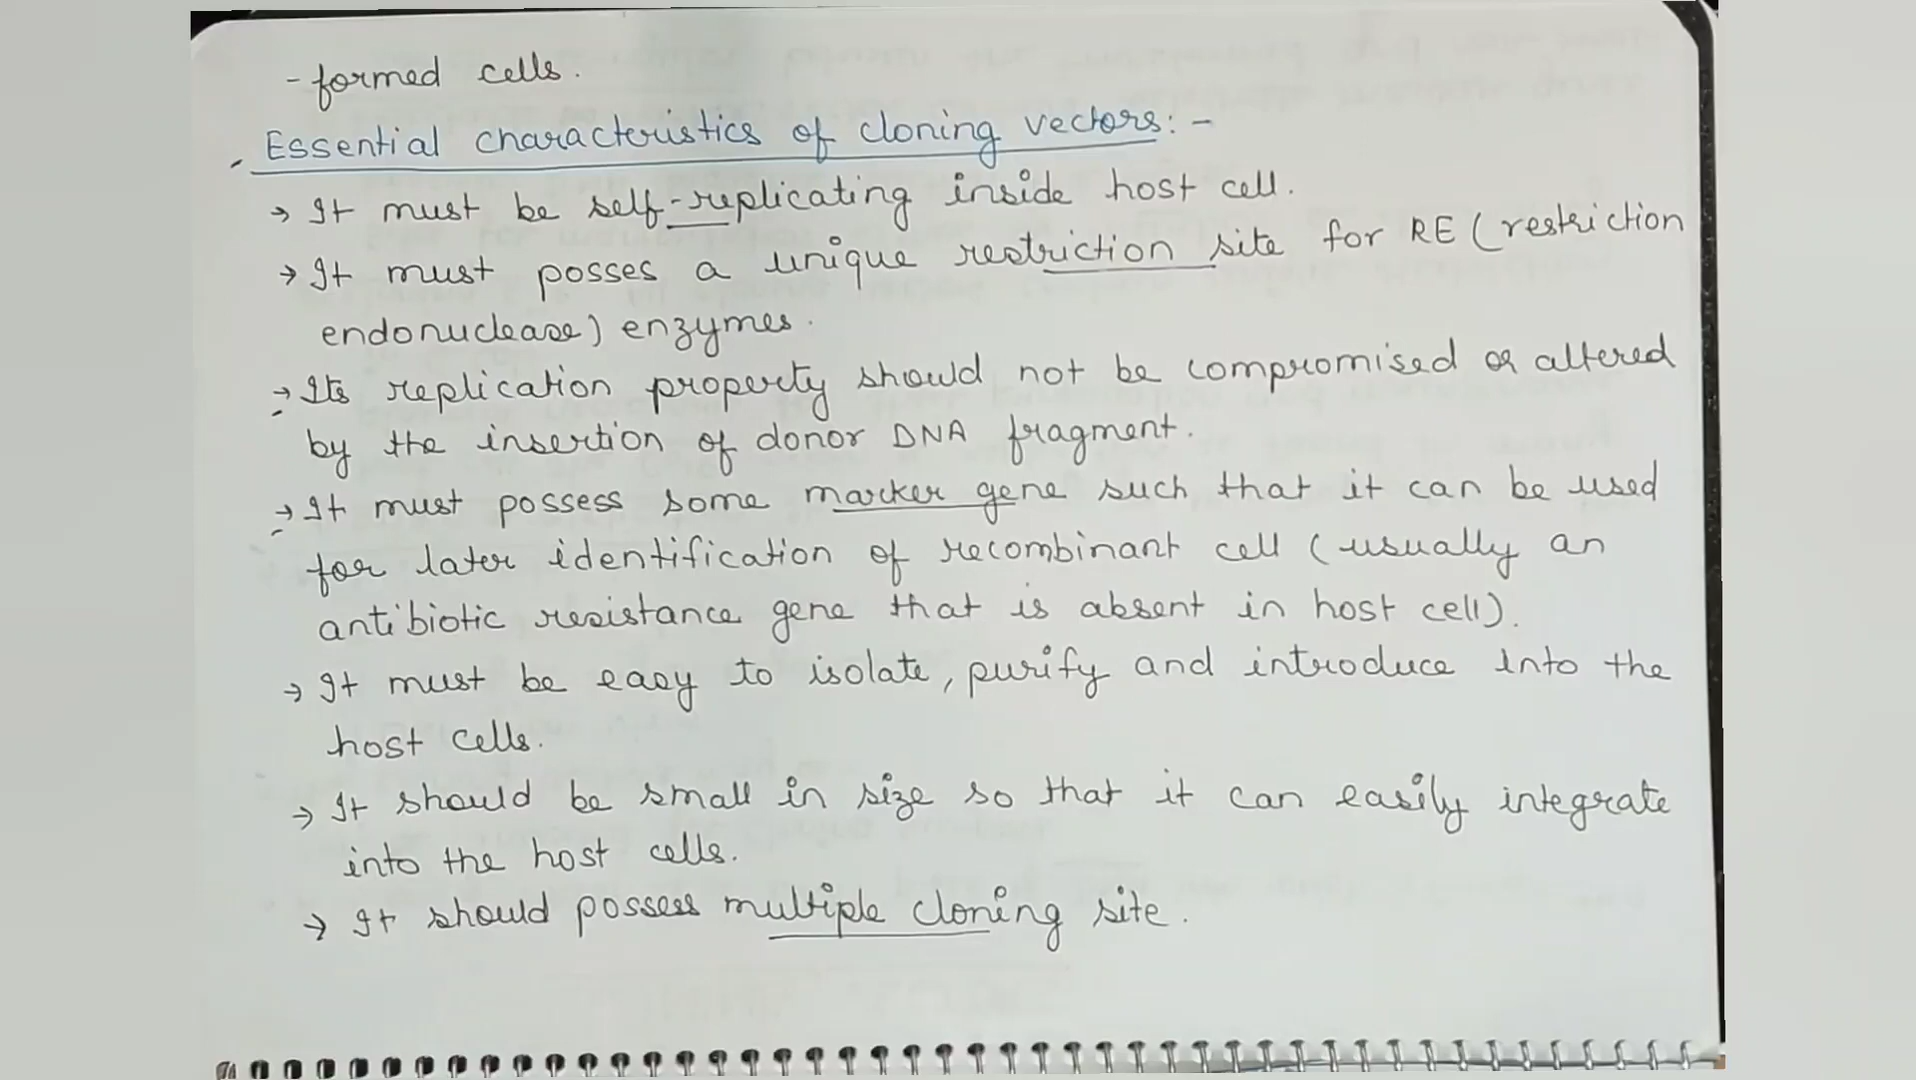 -formed cells.
Essential characteristics of cloning vectors:-
→ It must be self-replicating inside host cell.
→ It must posses a unique restriction site for RE (restriction
endonuclease) enzymes.
→ Its replication property should not be compromised or altered
by the insertion of donor DNA fragment.
→ It must possess some marker gene such that it can be used
for later identification of recombinant cell (usually an
antibiotic resistance gene that is absent in host cell).
→ It must be easy to isolate, purify and introduce into the
host cells.
→ It should be small in size so that it can easily integrate
into the host cells.
→ It should possess multiple cloning site.